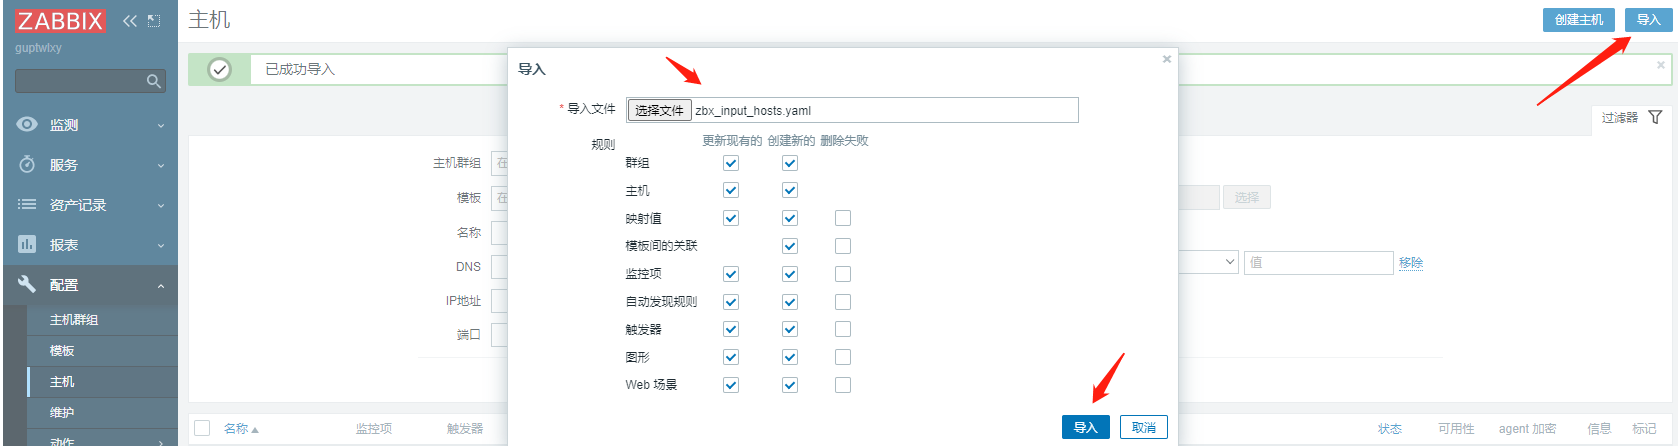 ZABBIX
guptwlxy
监测
服务
资产记录
报表
配置
主机群组
模板
主机
维护
动作
主机
创建主机
导入
已成功导入
过滤器
主机群组
在
模板
在
名称
DNS
IP地址
端口
选择
值
移除
导入
* 导入文件
选择文件 zbx_input_hosts.yaml
规则
更新现有的 创建新的 删除失败
群组
主机
映射值
模板间的关联
监控项
自动发现规则
触发器
图形
Web 场景
导入
取消
名称 监控项 触发器 状态 可用性 agent 加密 信息 标记